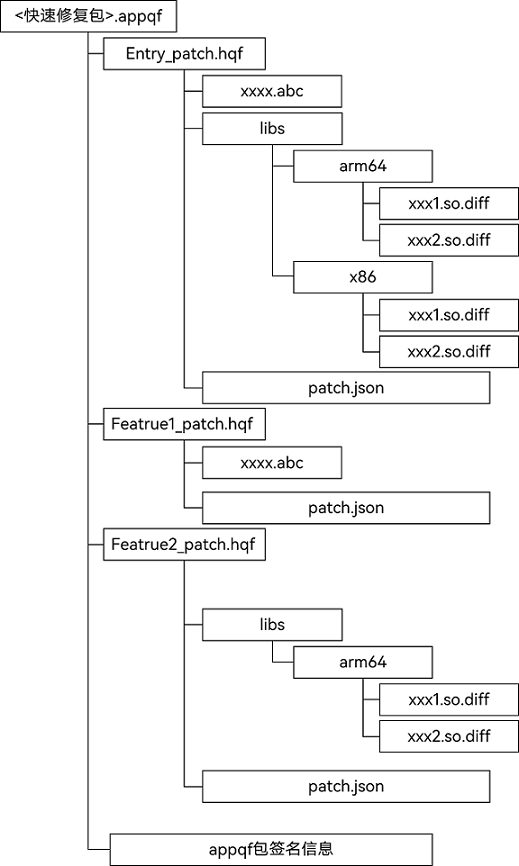 <快速修复包>.appqf
Entry_patch.hqf
xxxx.abc
libs
arm64
xxx1.so.diff
xxx2.so.diff
x86
xxx1.so.diff
xxx2.so.diff
patch.json
Featrue1_patch.hqf
xxxx.abc
patch.json
Featrue2_patch.hqf
libs
arm64
xxx1.so.diff
xxx2.so.diff
patch.json
appqf包签名信息